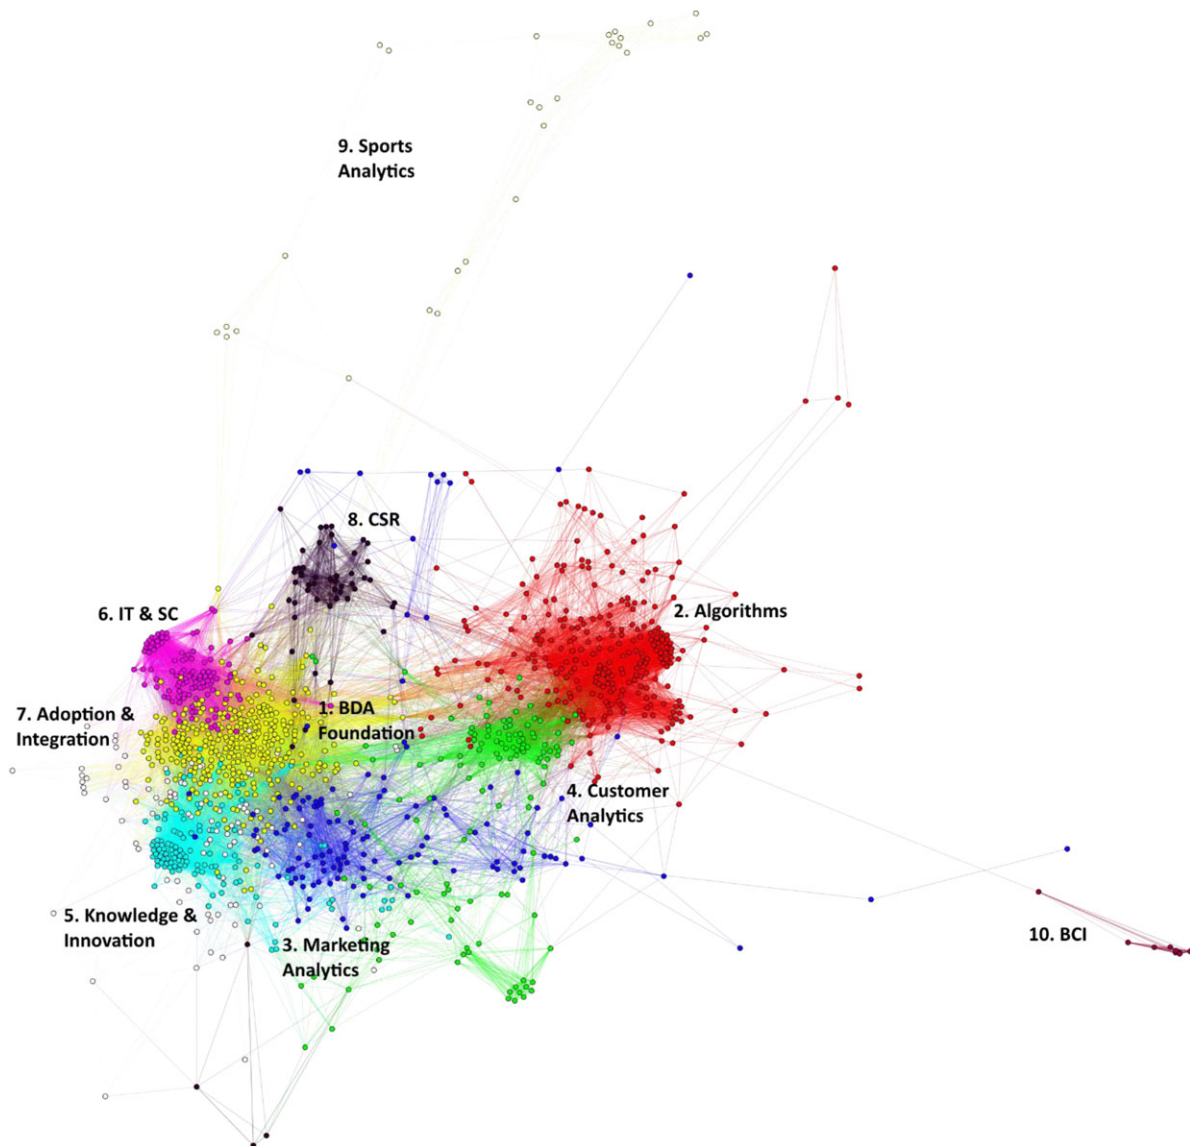 9. Sports
Analytics
8. CSR
6. IT & SC
2. Algorithms
7. Adoption &
Integration
1. BDA
Foundation
4. Customer
Analytics
5. Knowledge &
Innovation
3. Marketing
Analytics
10. BCI